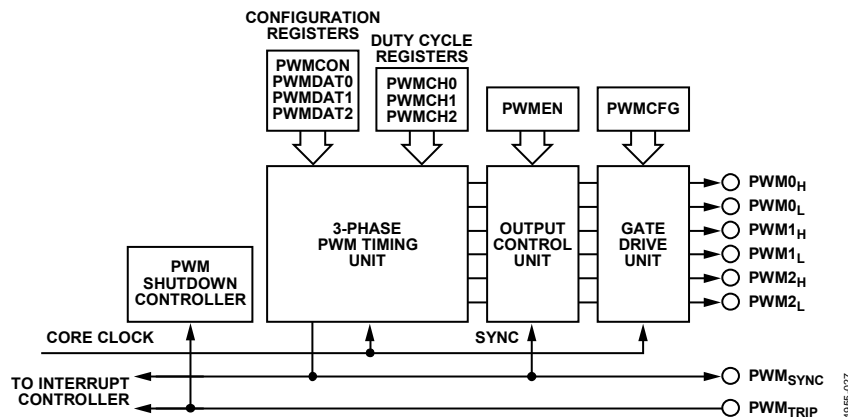 CONFIGURATION
REGISTERS
DUTY CYCLE
REGISTERS
PWMCON
PWMDAT0
PWMDAT1
PWMDAT2
PWMCH0
PWMCH1
PWMCH2
PWMEN
PWMCFG
3-PHASE
PWM TIMING
UNIT
OUTPUT
CONTROL
UNIT
GATE
DRIVE
UNIT
PWM0H
PWM0L
PWM1H
PWM1L
PWM2H
PWM2L
PWM
SHUTDOWN
CONTROLLER
CORE CLOCK
SYNC
TO INTERRUPT
CONTROLLER
PWMSYNC
PWMTRIP